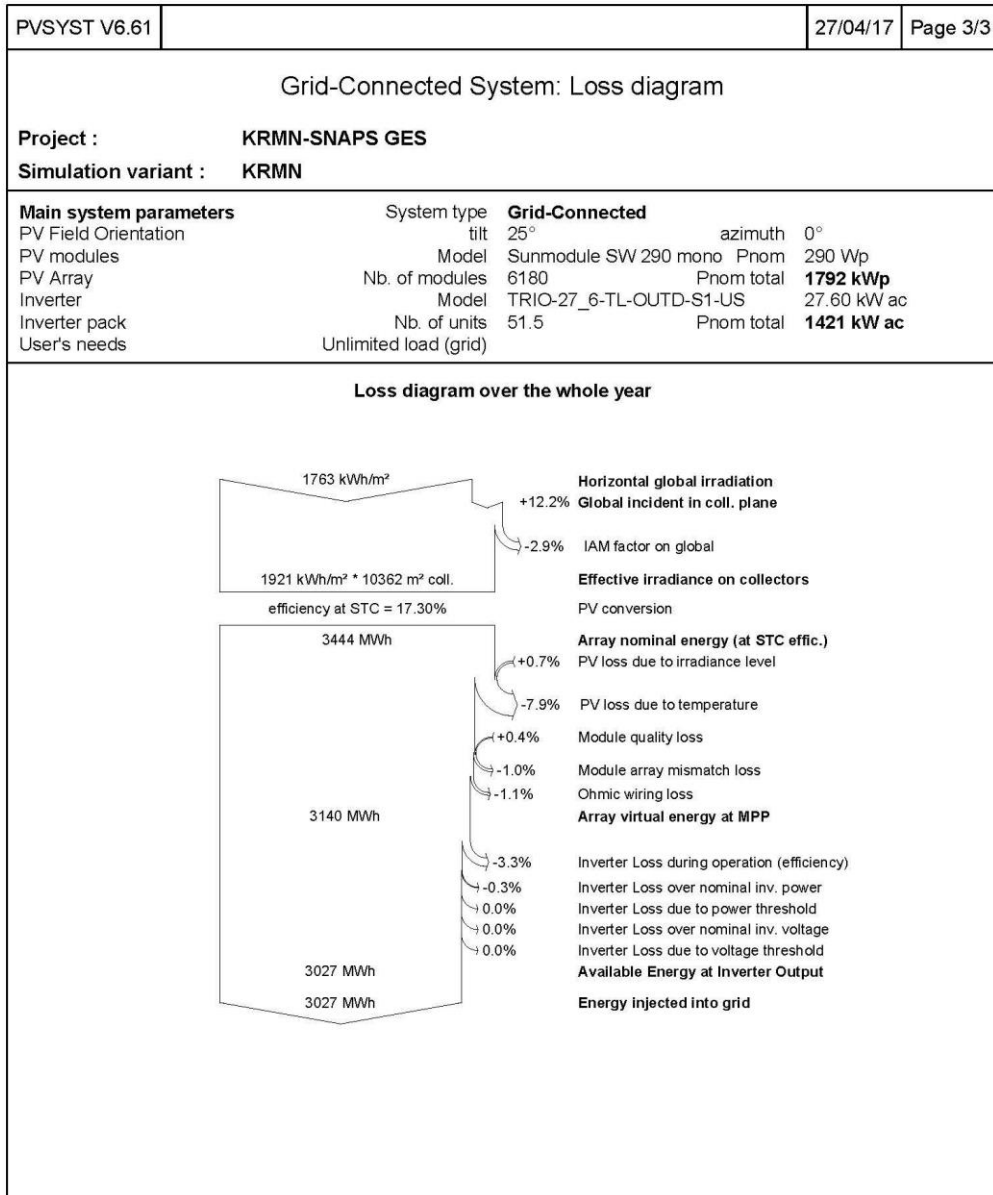 PVSYST V6.61 27/04/17 Page 3/3
Grid-Connected System: Loss diagram
Project : KRMN-SNAPS GES
Simulation variant : KRMN
Main system parameters System type Grid-Connected
PV Field Orientation tilt 25° azimuth 0°
PV modules Model Sunmodule SW 290 mono Pnom 290 Wp
PV Array Nb. of modules 6180 Pnom total 1792 kWp
Inverter Model TRIO-27_6-TL-OUTD-S1-US 27.60 kW ac
Inverter pack Nb. of units 51.5 Pnom total 1421 kW ac
User's needs Unlimited load (grid)
Loss diagram over the whole year
1763 kWh/m² Horizontal global irradiation
+12.2% Global incident in coll. plane
-2.9% IAM factor on global
1921 kWh/m² * 10362 m² coll. Effective irradiance on collectors
efficiency at STC = 17.30% PV conversion
3444 MWh Array nominal energy (at STC effic.)
+0.7% PV loss due to irradiance level
-7.9% PV loss due to temperature
+0.4% Module quality loss
-1.0% Module array mismatch loss
-1.1% Ohmic wiring loss
3140 MWh Array virtual energy at MPP
-3.3% Inverter Loss during operation (efficiency)
-0.3% Inverter Loss over nominal inv. power
0.0% Inverter Loss due to power threshold
0.0% Inverter Loss over nominal inv. voltage
0.0% Inverter Loss due to voltage threshold
3027 MWh Available Energy at Inverter Output
3027 MWh Energy injected into grid